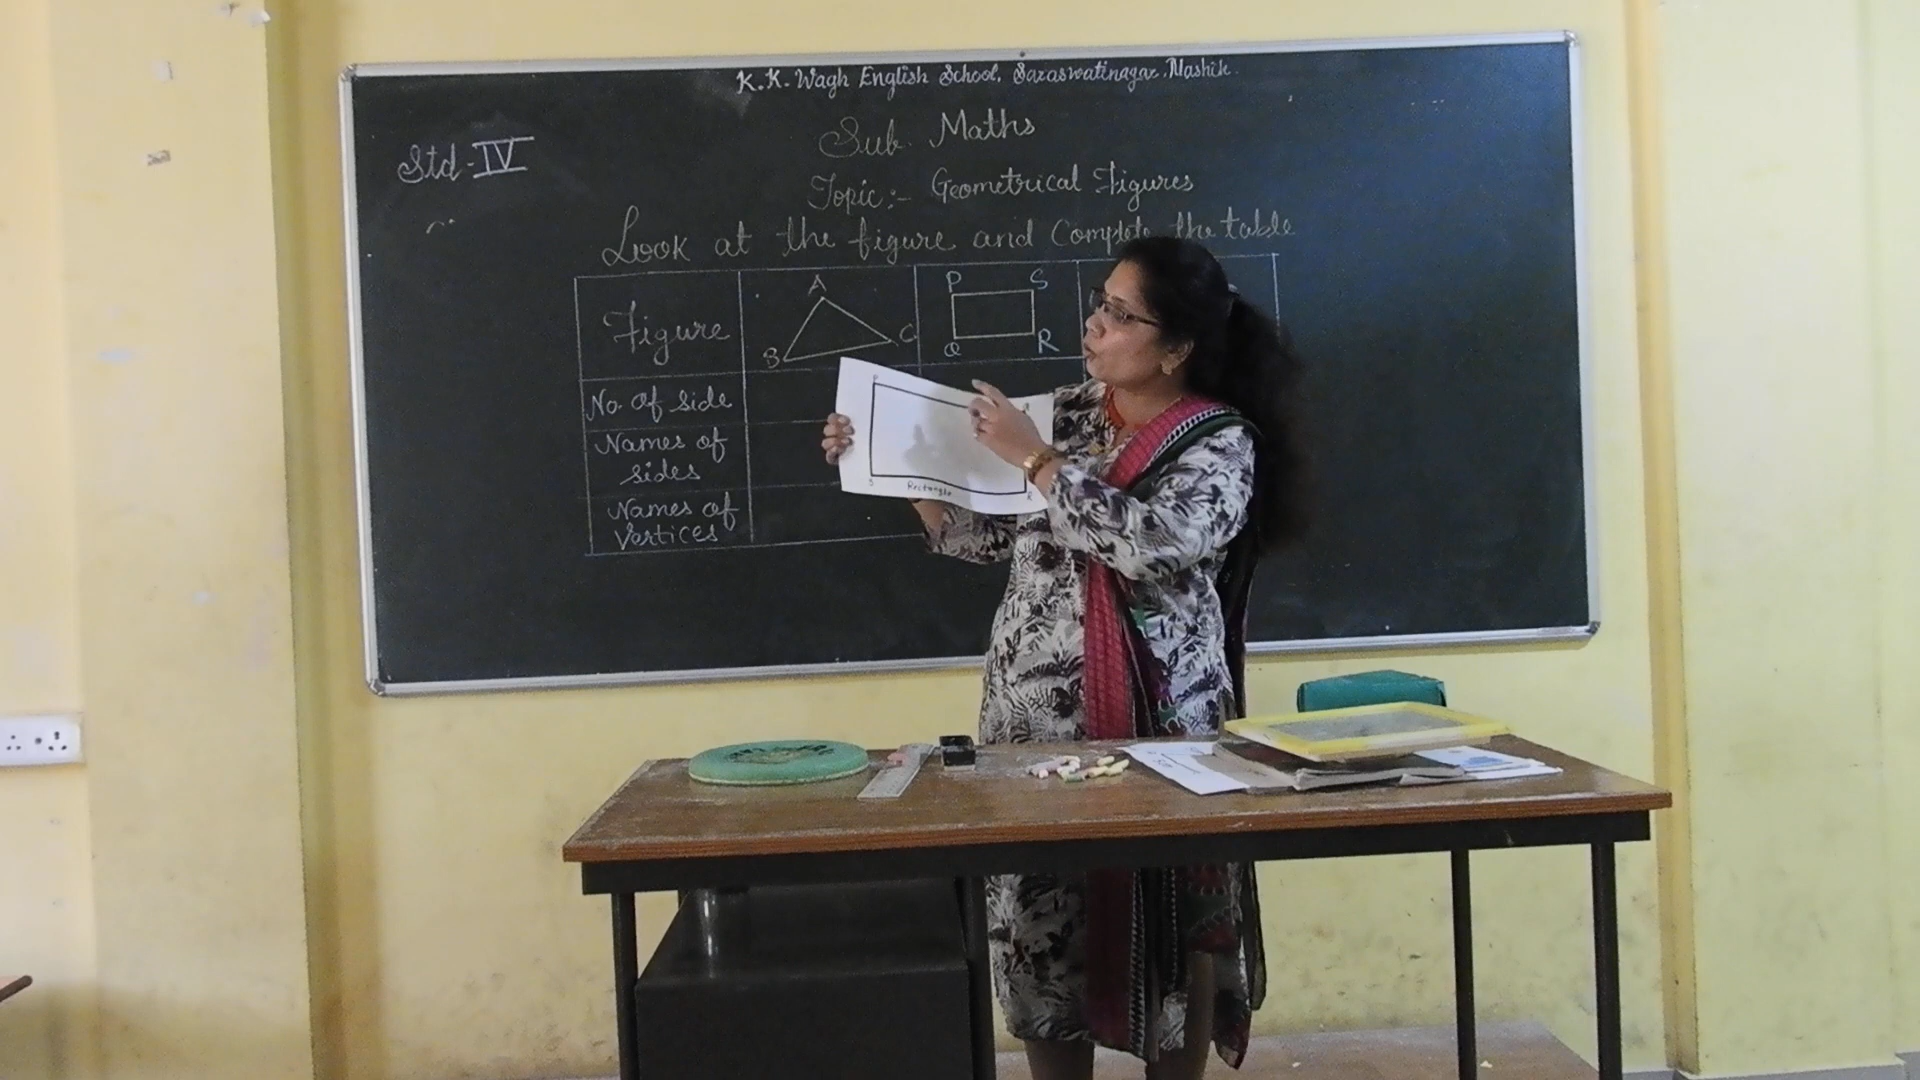 K.K. Wagh English School, Saraswatinagar, Nashik.
Std - IV
Sub. Maths
Topic :- Geometrical Figures
Look at the figure and Complete the table
Figure
A
B
C
P
S
Q
R
No. of side
Names of sides
Names of Vertices
P
S
Rectangle
R